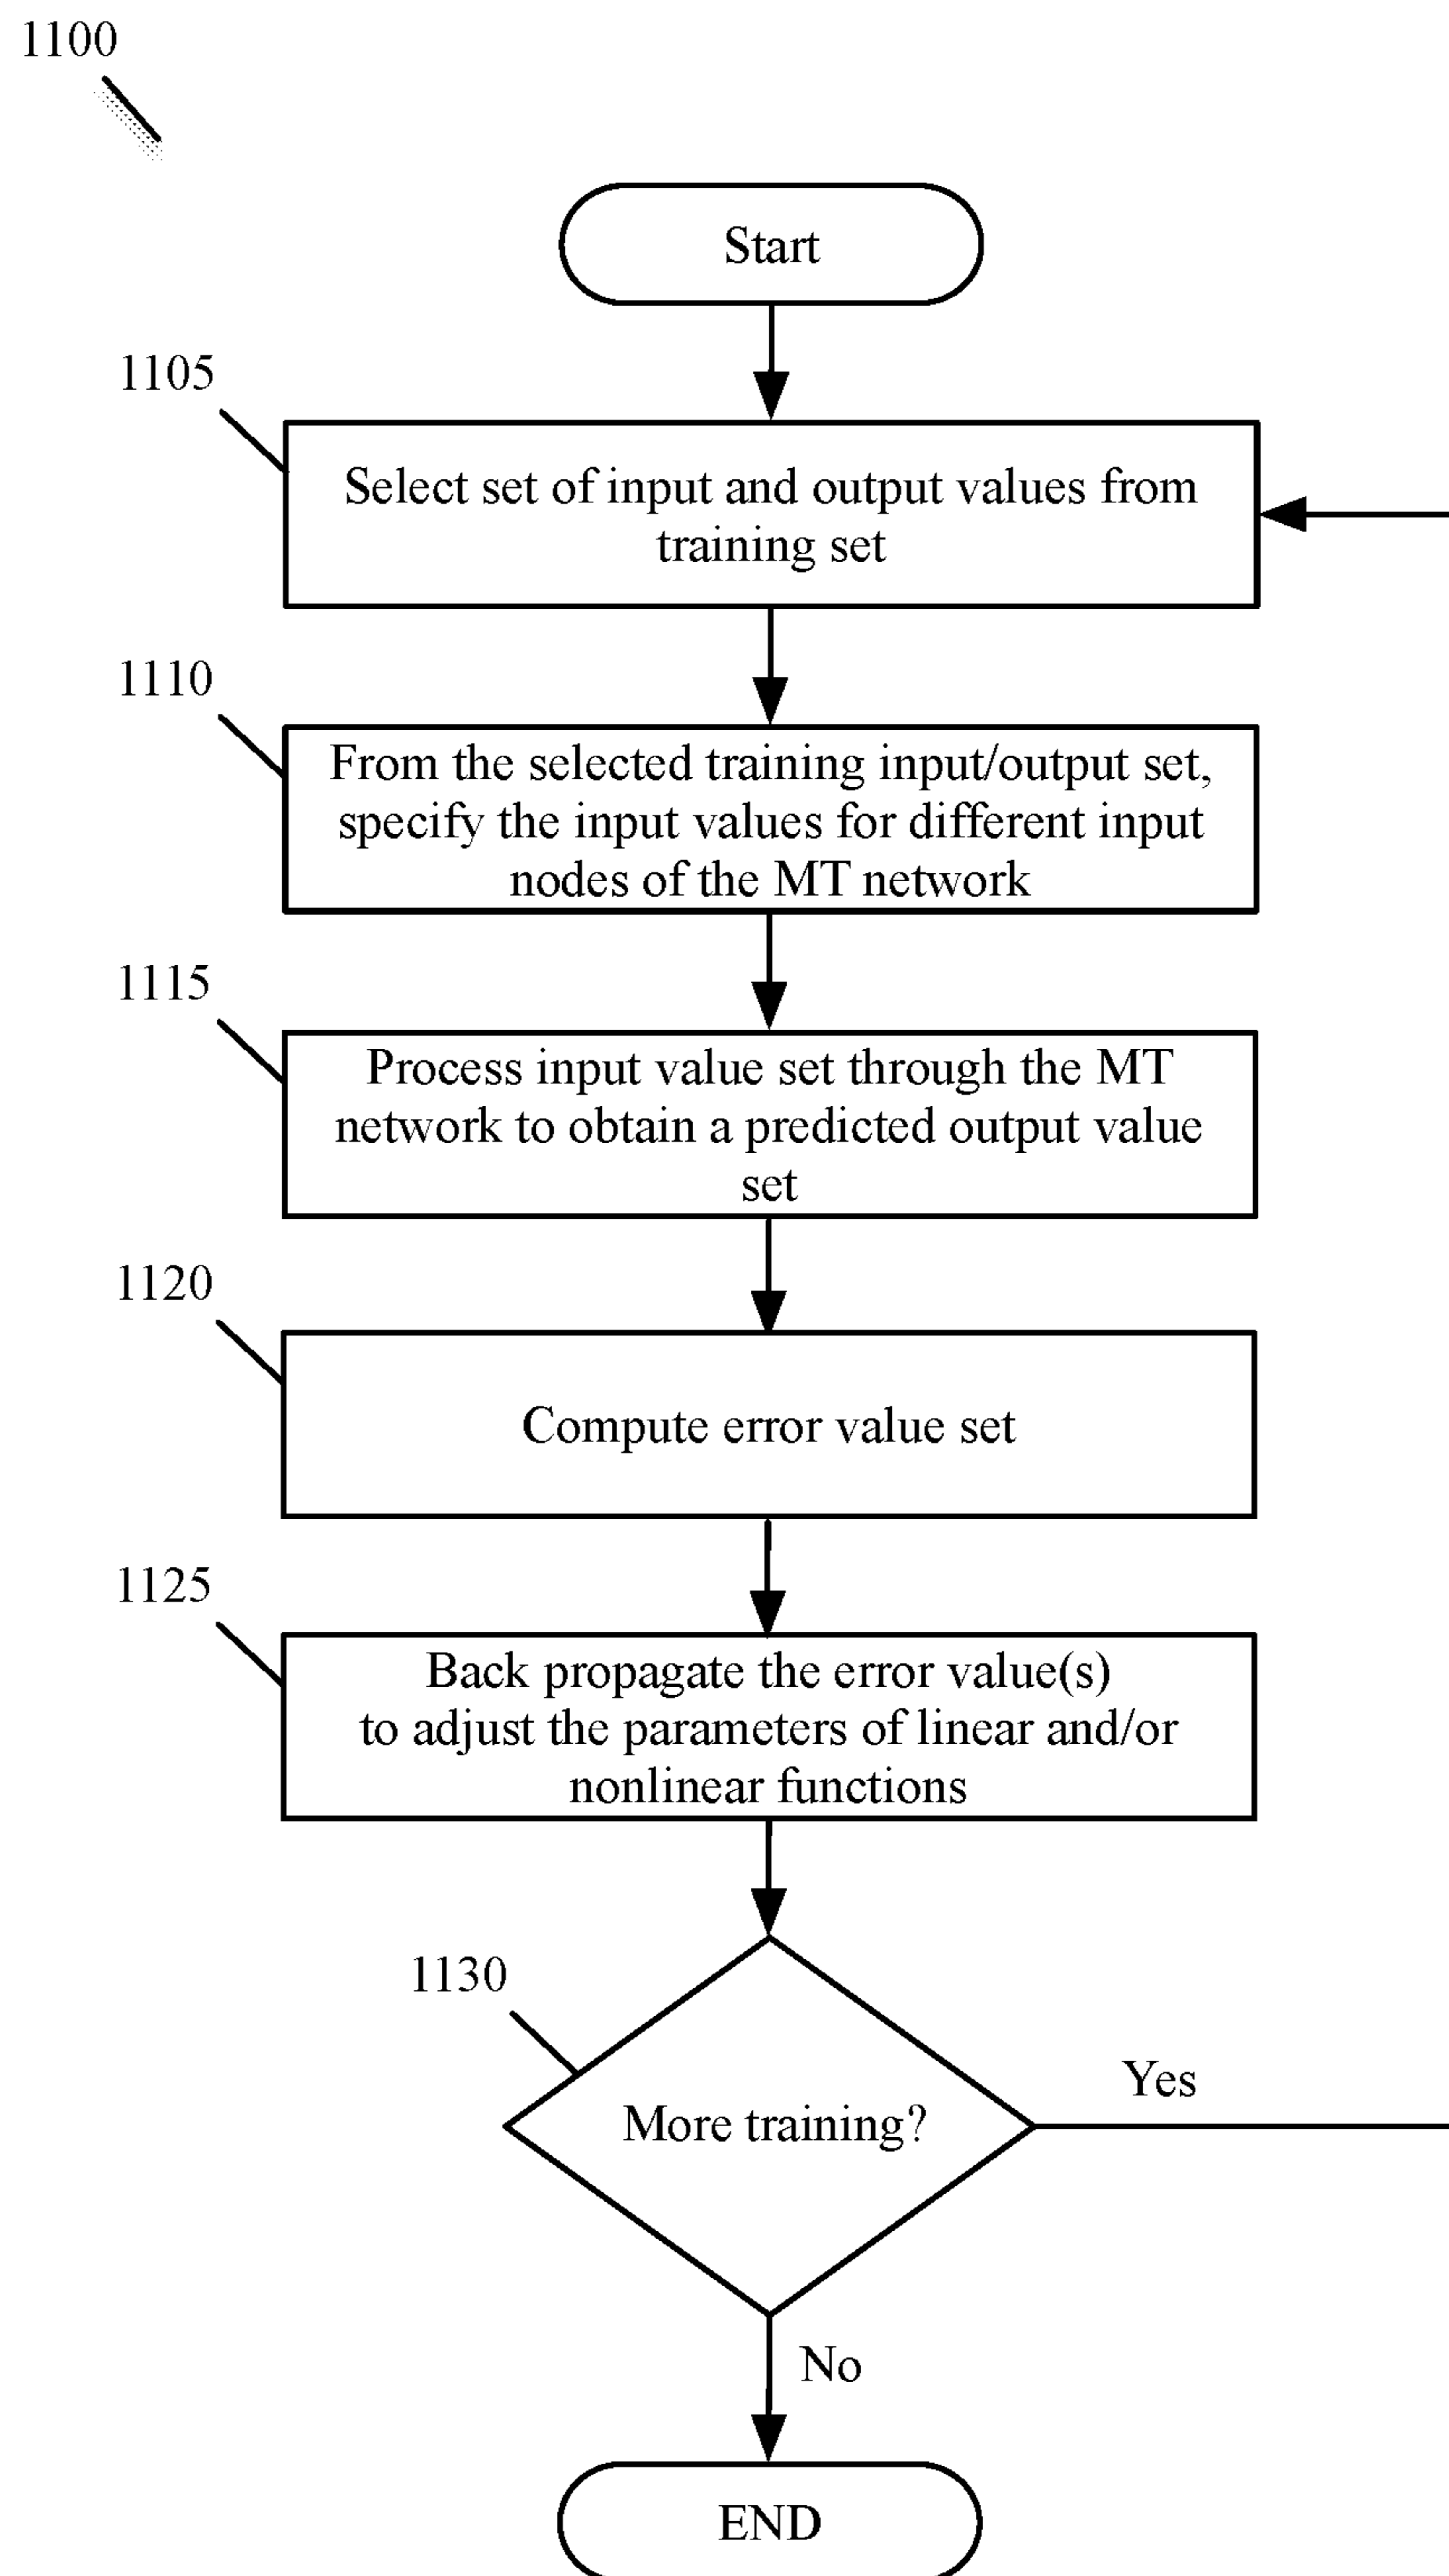 1100
Start
1105
Select set of input and output values from
training set
1110
From the selected training input/output set,
specify the input values for different input
nodes of the MT network
1115
Process input value set through the MT
network to obtain a predicted output value
set
1120
Compute error value set
1125
Back propagate the error value(s)
to adjust the parameters of linear and/or
nonlinear functions
1130
More training?
Yes
No
END